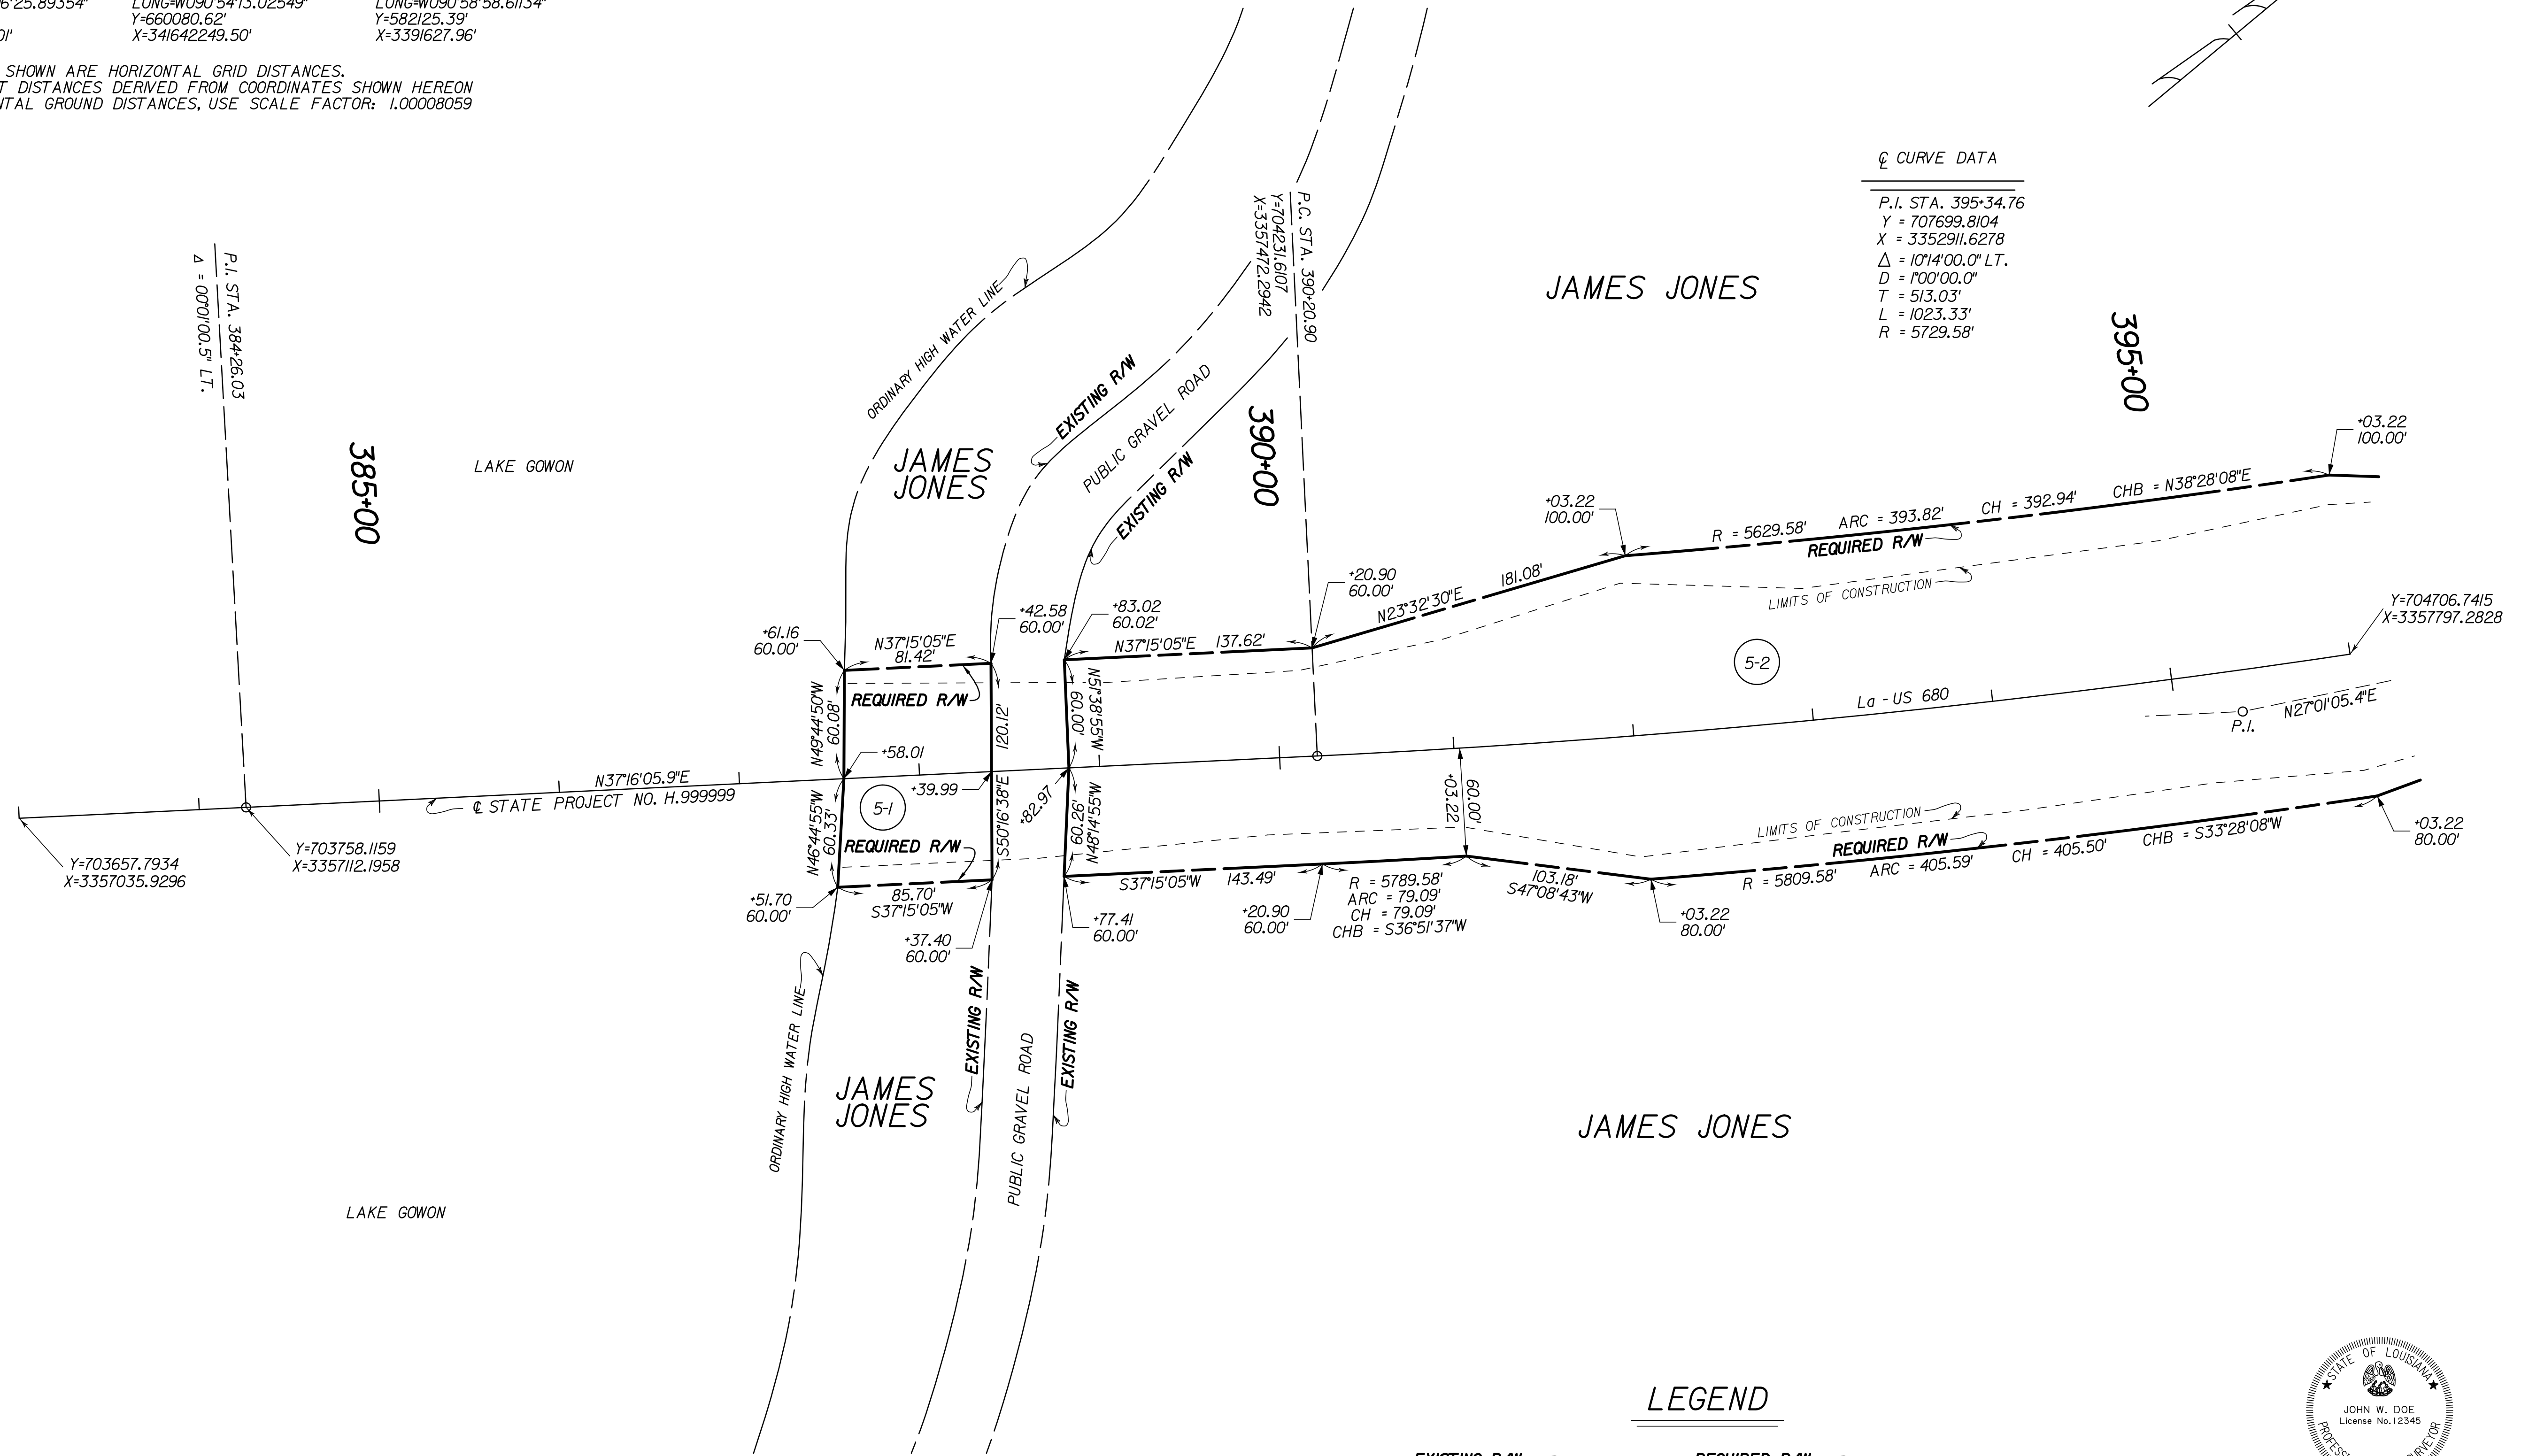 6'25.89354" LONG=W090°54'13.02549" LONG=W090°58'58.61134"
Y=660080.62' Y=582125.39'
01' X=341642249.50' X=3391627.96'
SHOWN ARE HORIZONTAL GRID DISTANCES.
T DISTANCES DERIVED FROM COORDINATES SHOWN HEREON
NTAL GROUND DISTANCES, USE SCALE FACTOR: 1.00008059
℄ CURVE DATA
P.I. STA. 395+34.76
Y = 707699.8104
X = 3352911.6278
Δ = 10°14'00.0" LT.
D = 1°00'00.0"
T = 513.03'
L = 1023.33'
R = 5729.58'
P.I. STA. 384+26.03
Δ = 00°01'00.5" LT.
385+00
LAKE GOWON
ORDINARY HIGH WATER LINE
JAMES
JONES
EXISTING R/W
PUBLIC GRAVEL ROAD
EXISTING R/W
P.C. STA. 390+20.90
Y=704231.6107
X=3357472.2942
390+00
JAMES JONES
395+00
+03.22
100.00'
+03.22
100.00'
R = 5629.58' ARC = 393.82' CH = 392.94' CHB = N38°28'08"E
REQUIRED R/W
LIMITS OF CONSTRUCTION
N23°32'30"E 181.08'
+20.90
60.00'
+83.02
60.02'
+42.58
60.00'
+61.16
60.00'
N37°15'05"E
81.42'
N37°15'05"E 137.62'
REQUIRED R/W
N49°44'50"W
60.08'
120.12'
S50°16'38"E
N51°38'55"W
60.00'
5-2
La - US 680
Y=704706.7415
X=3357797.2828
N27°01'05.4"E
P.I.
+58.01
+39.99
+82.97
N37°16'05.9"E
℄ STATE PROJECT NO. H.999999
5-1
N46°44'55"W
60.33'
60.26'
N48°14'55"W
REQUIRED R/W
+03.22
60.00'
Y=703657.7934
X=3357035.9296
Y=703758.1159
X=3357112.1958
LIMITS OF CONSTRUCTION
REQUIRED R/W
R = 5809.58' ARC = 405.59' CH = 405.50' CHB = S33°28'08"W
+03.22
80.00'
+51.70
60.00'
85.70'
S37°15'05"W
+37.40
60.00'
S37°15'05"W 143.49'
+77.41
60.00'
+20.90
60.00'
R = 5789.58'
ARC = 79.09'
CH = 79.09'
CHB = S36°51'37"W
103.18'
S47°08'43"W
+03.22
80.00'
ORDINARY HIGH WATER LINE
JAMES
JONES
EXISTING R/W
PUBLIC GRAVEL ROAD
EXISTING R/W
JAMES JONES
LAKE GOWON
LEGEND
EXISTING R/W REQUIRED R/W
STATE OF LOUISIANA
JOHN W. DOE
License No.12345